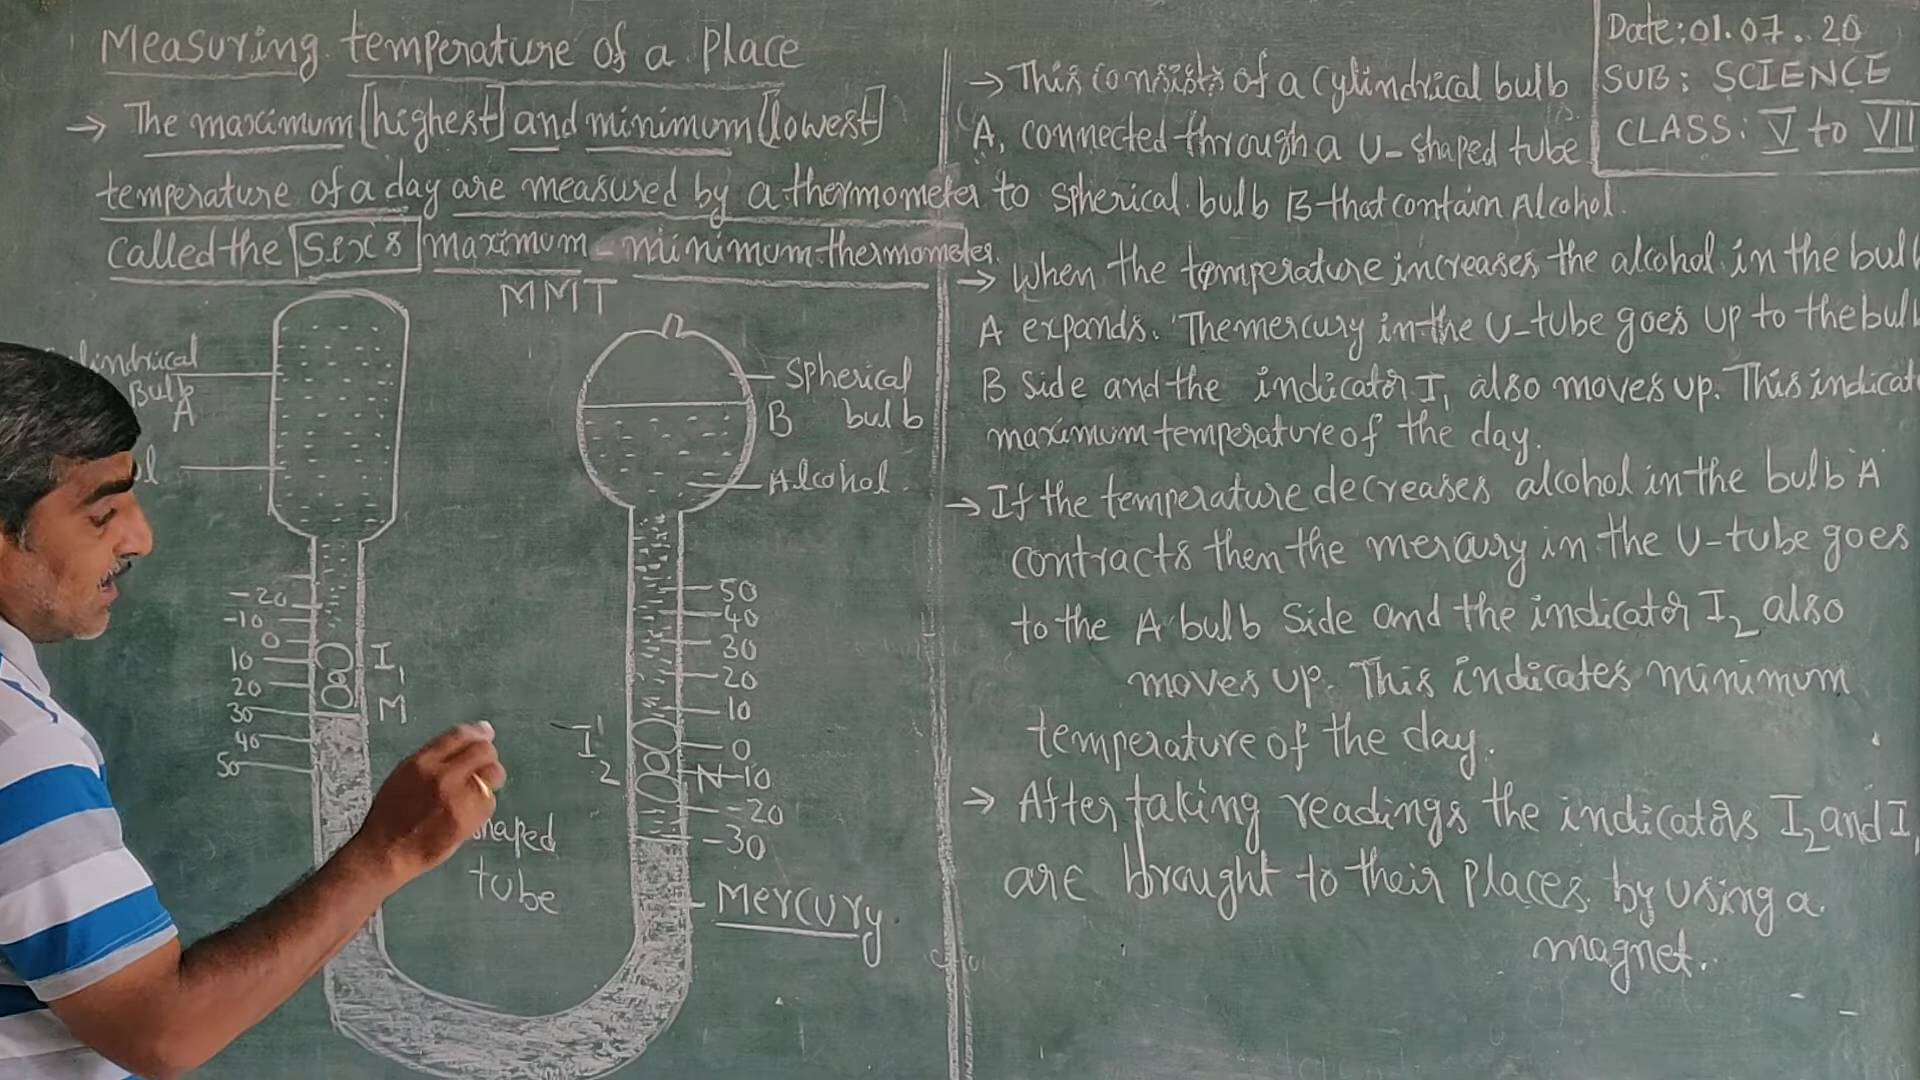 Measuring temperature of a place
→ The maximum [highest] and minimum [lowest]
temperature of a day are measured by a thermometer
called the Six's maximum - minimum thermometer.
MMT
Bulb
A
-20
-10
0
10
20
30
40
50
I1
M
Spherical
B bulb
Alcohol.
50
40
30
20
10
0
N-10
-20
-30
I2
shaped
tube
Mercury
Date: 01.07.20
SUB: SCIENCE
CLASS: V to VII
→ This consists of a cylindrical bulb
A, connected through a U-shaped tube
to spherical bulb B that contain Alcohol.
→ When the temperature increases, the alcohol in the bulb
A expands. The mercury in the U-tube goes up to the bulb
B side and the indicator I1 also moves up. This
maximum temperature of the day.
→ If the temperature decreases alcohol in the bulb A
contracts then the mercury in the U-tube goes
to the A bulb side and the indicator I2 also
moves up. This indicates minimum
temperature of the day.
→ After taking readings the indicators I2 and I1
are brought to their places by using a
magnet.